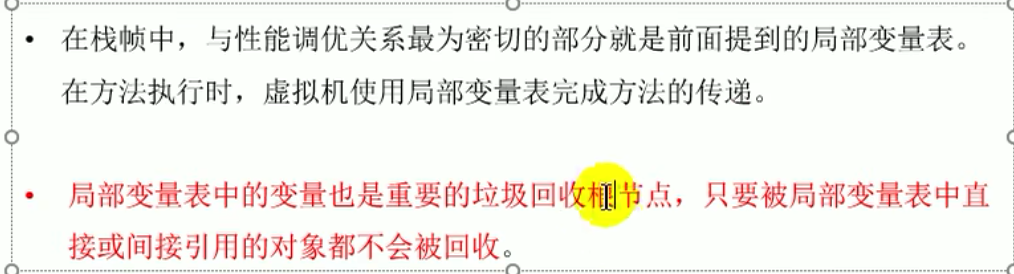 • 在栈帧中，与性能调优关系最为密切的部分就是前面提到的局部变量表。
在方法执行时，虚拟机使用局部变量表完成方法的传递。
• 局部变量表中的变量也是重要的垃圾回收根节点，只要被局部变量表中直
接或间接引用的对象都不会被回收。